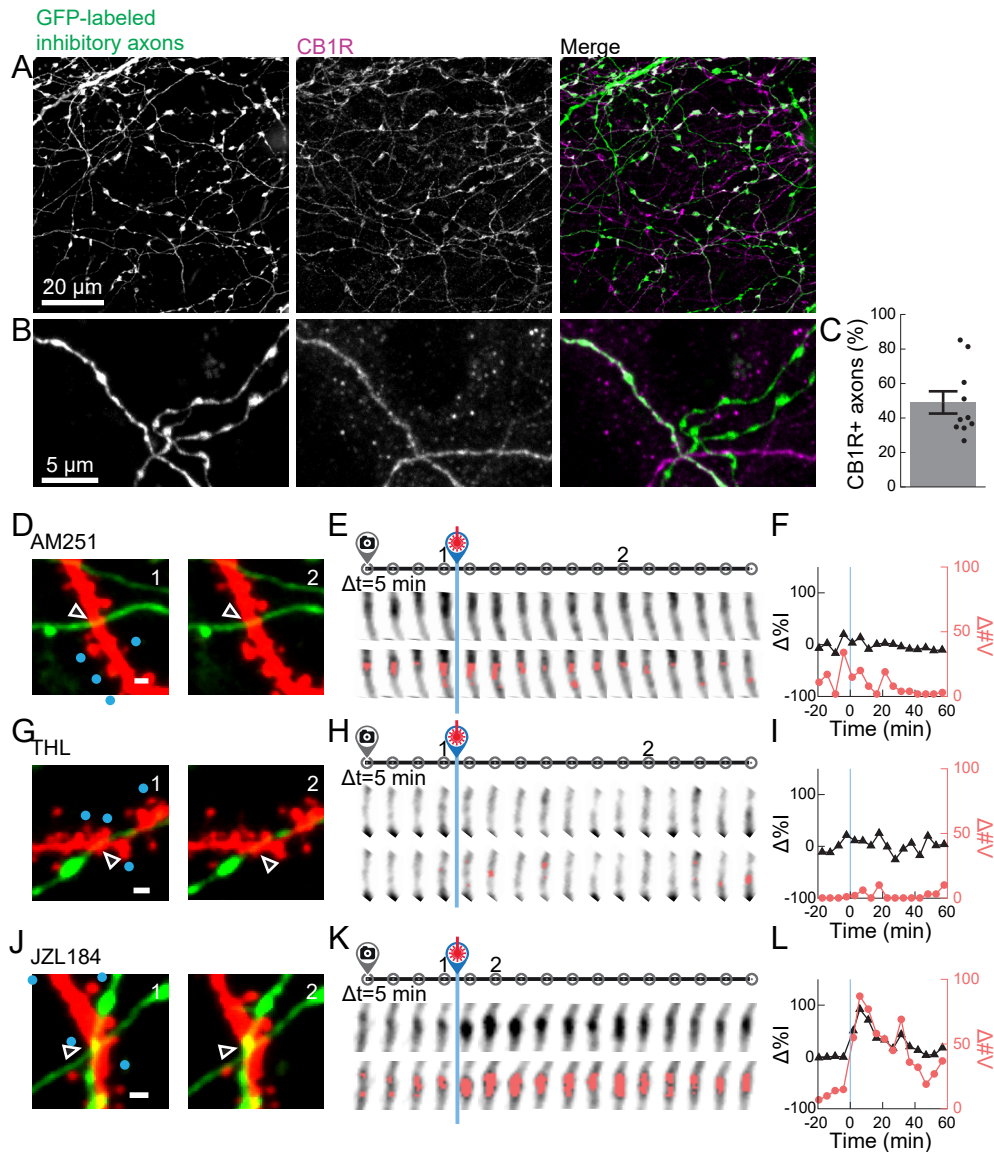 GFP-labeled
inhibitory axons
CB1R
Merge
A
20 µm
B
5 µm
C
CB1R+ axons (%)
100
80
60
40
20
0
D
AM251
1
2
E
1
2
Δt=5 min
F
Δ%I
100
0
-100
100
50
0
Δ#V
-20 0 20 40 60
Time (min)
G
THL
1
2
H
1
2
Δt=5 min
I
Δ%I
100
0
-100
100
50
0
Δ#V
-20 0 20 40 60
Time (min)
J
JZL184
1
2
K
1
2
Δt=5 min
L
Δ%I
100
0
-100
100
50
0
Δ#V
-20 0 20 40 60
Time (min)